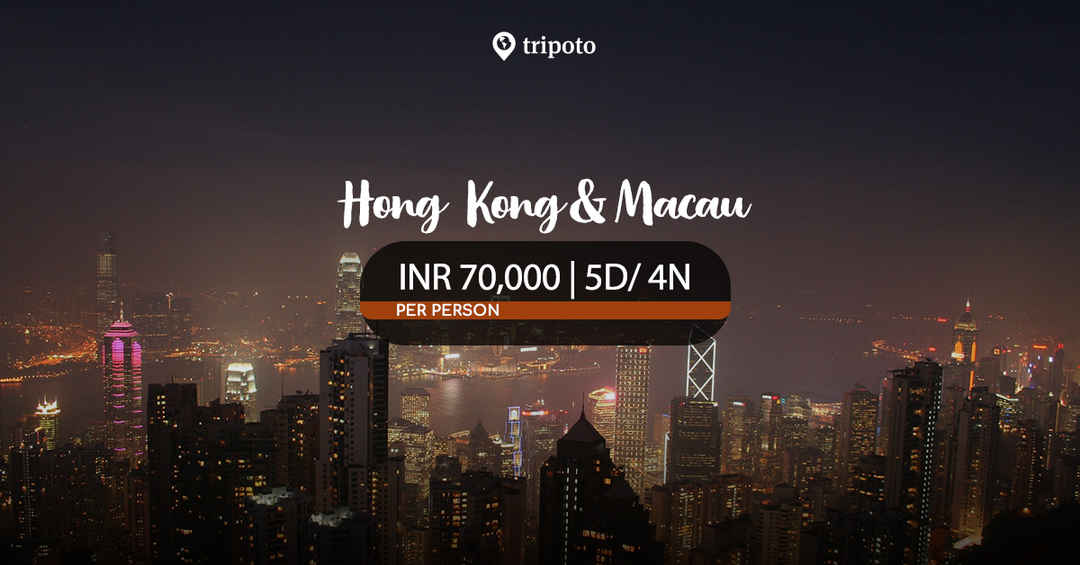 tripoto
Hong Kong & Macau
INR 70,000 | 5D/ 4N
PER PERSON